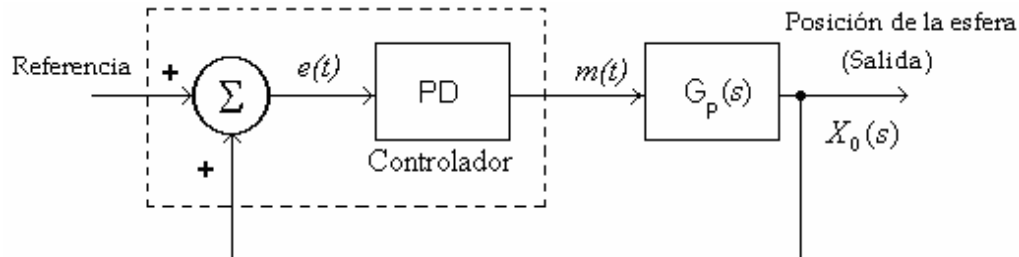 Posición de la esfera
(Salida)
Referencia
+
e(t)
m(t)
Σ
PD
G_p(s)
X_0(s)
+
Controlador